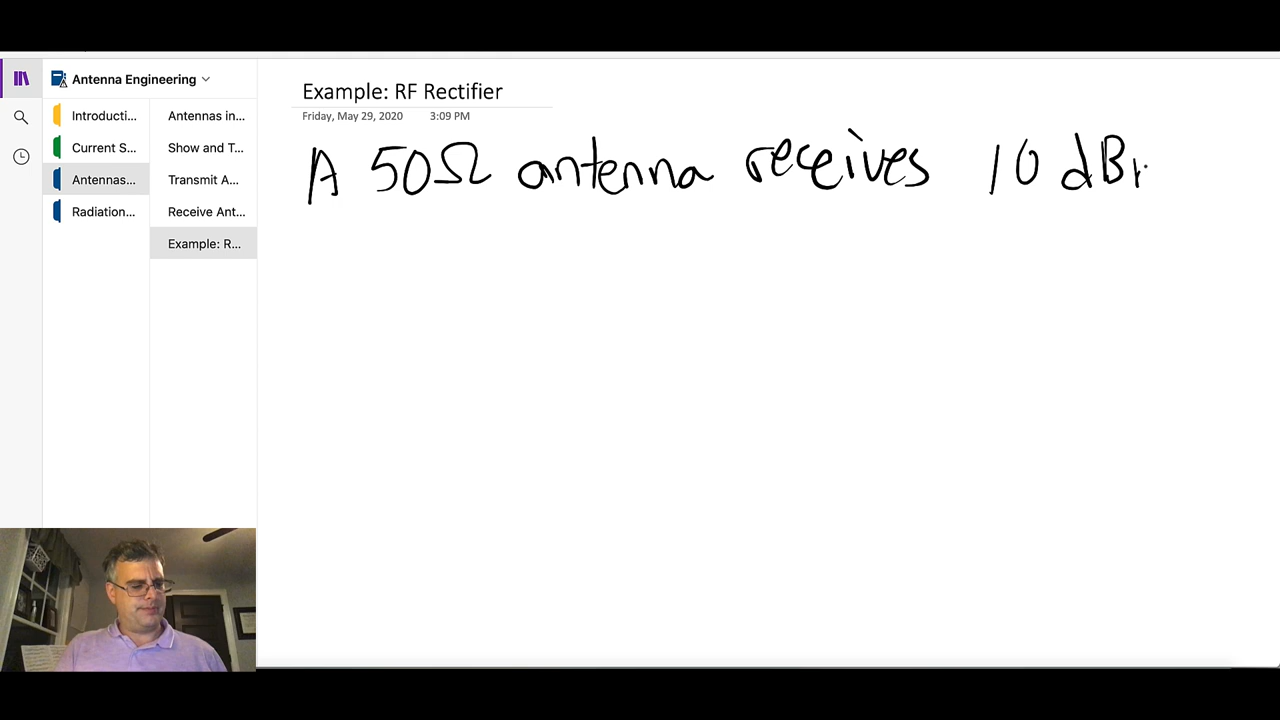 Antenna Engineering
Example: RF Rectifier
Friday, May 29, 2020 3:09 PM
Introducti...
Current S...
Antennas...
Radiation...
Antennas in...
Show and T...
Transmit A...
Receive Ant...
Example: R...
A 50Ω antenna receives 10